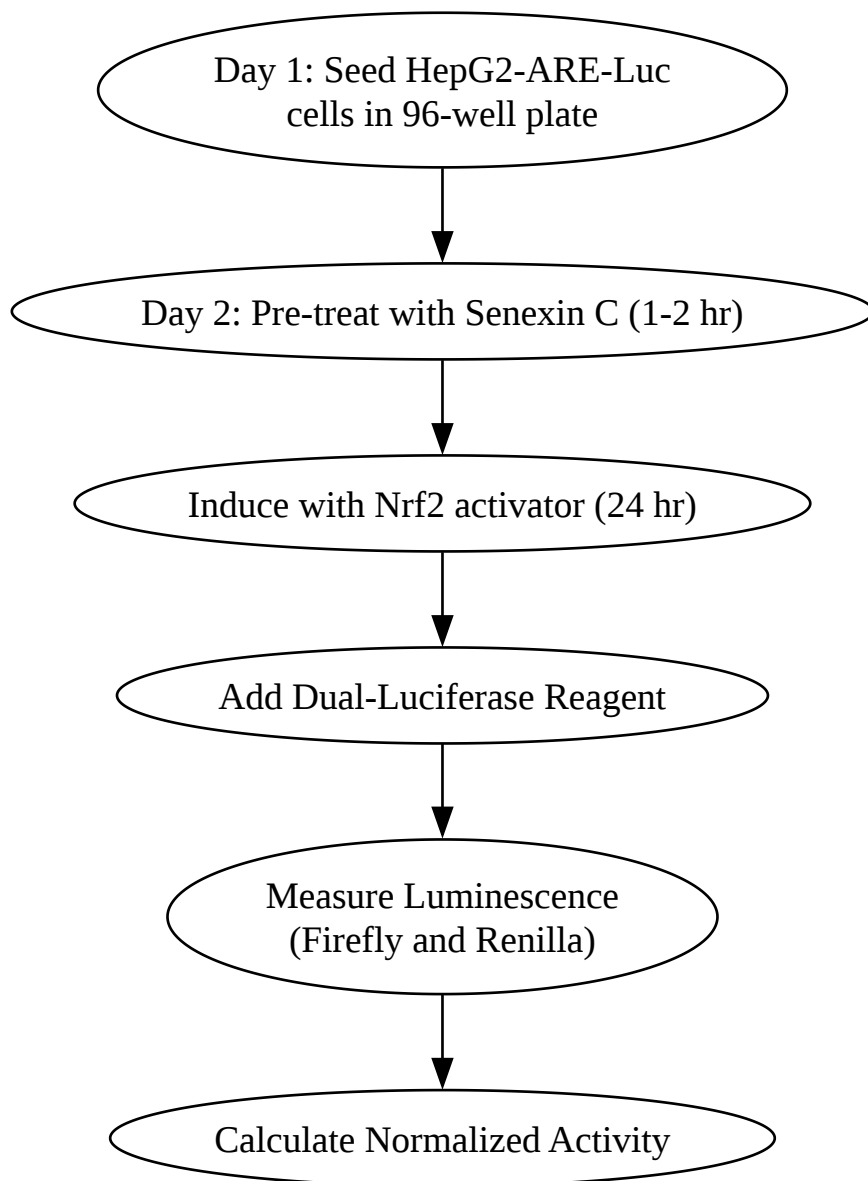 Day 1: Seed HepG2-ARE-Luc
cells in 96-well plate
Day 2: Pre-treat with Senexin C (1-2 hr)
Induce with Nrf2 activator (24 hr)
Add Dual-Luciferase Reagent
Measure Luminescence
(Firefly and Renilla)
Calculate Normalized Activity